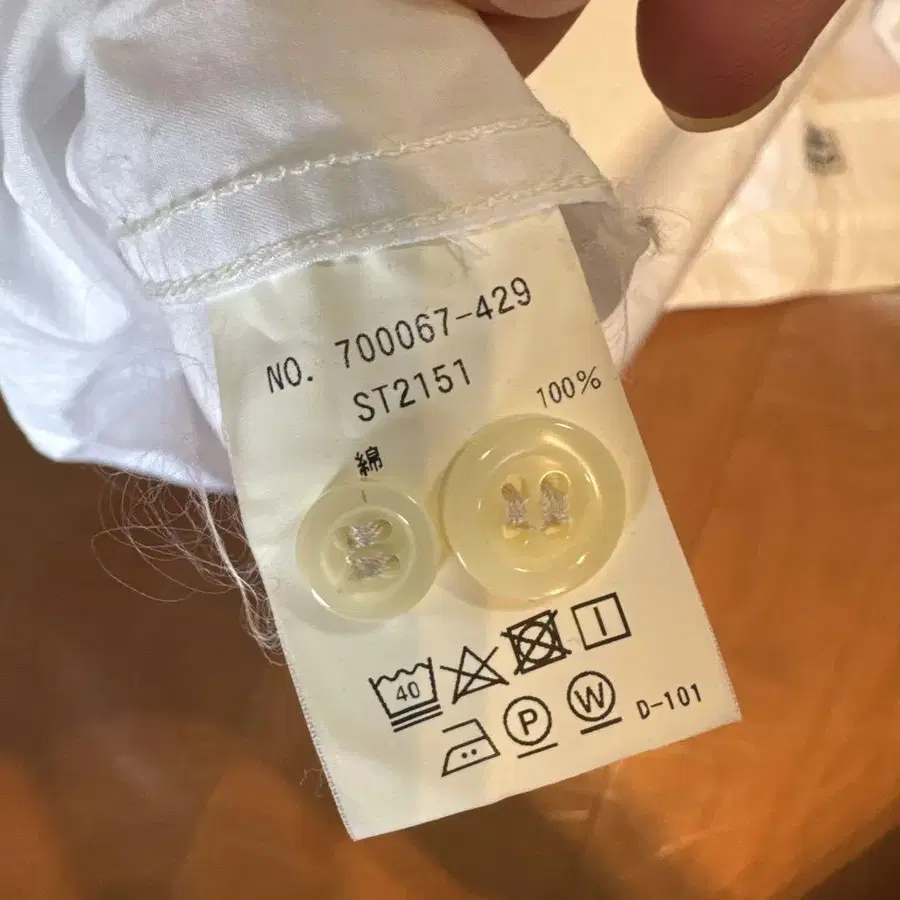 NO. 700067-429
ST2151
綿 100%
40
P W D-101